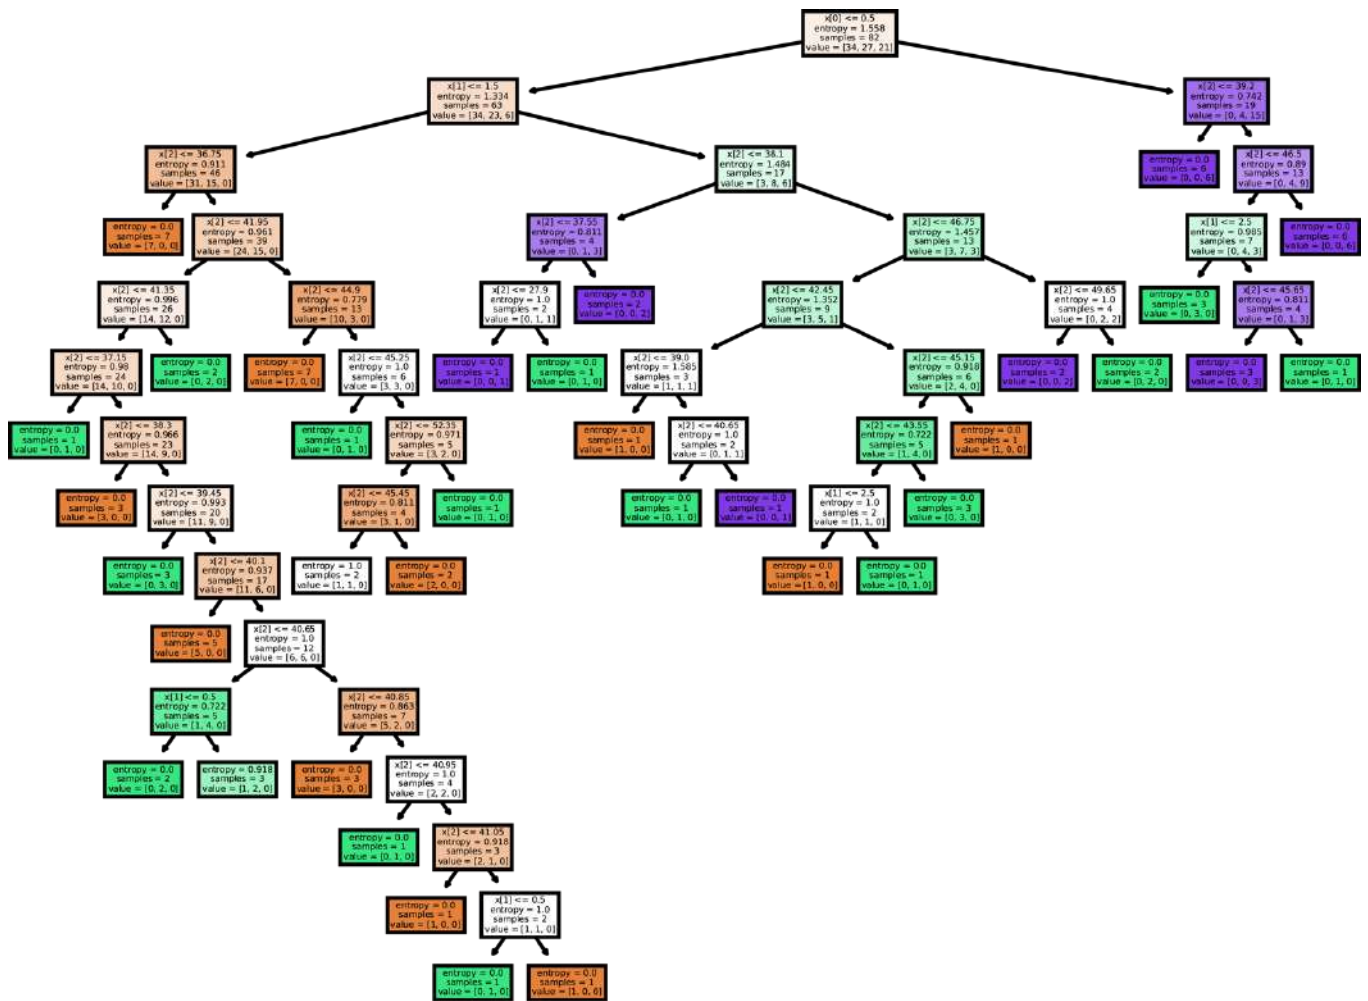 x[0] <= 0.5
entropy = 1.558
samples = 82
value = [34, 27, 21]
x[1] <= 1.5
entropy = 1.334
samples = 63
value = [34, 23, 6]
x[2] <= 39.2
entropy = 0.742
samples = 19
value = [0, 4, 15]
x[2] <= 36.75
entropy = 0.911
samples = 46
value = [31, 15, 0]
x[2] <= 38.1
entropy = 1.484
samples = 17
value = [3, 8, 6]
entropy = 0.0
samples = 6
value = [0, 0, 6]
x[2] <= 46.5
entropy = 0.89
samples = 13
value = [0, 4, 9]
entropy = 0.0
samples = 7
value = [7, 0, 0]
x[2] <= 41.95
entropy = 0.961
samples = 39
value = [24, 15, 0]
x[2] <= 37.55
entropy = 0.811
samples = 4
value = [0, 1, 3]
x[2] <= 46.75
entropy = 1.457
samples = 13
value = [3, 7, 3]
x[1] <= 2.5
entropy = 0.985
samples = 7
value = [0, 4, 3]
entropy = 0.0
samples = 6
value = [0, 0, 6]
x[2] <= 41.35
entropy = 0.996
samples = 26
value = [14, 12, 0]
x[2] <= 44.9
entropy = 0.779
samples = 13
value = [10, 3, 0]
x[2] <= 27.9
entropy = 1.0
samples = 2
value = [0, 1, 1]
entropy = 0.0
samples = 2
value = [0, 0, 2]
x[2] <= 42.45
entropy = 1.352
samples = 9
value = [3, 5, 1]
x[2] <= 49.65
entropy = 1.0
samples = 4
value = [0, 2, 2]
entropy = 0.0
samples = 3
value = [0, 3, 0]
x[2] <= 45.65
entropy = 0.811
samples = 4
value = [0, 1, 3]
x[2] <= 37.15
entropy = 0.98
samples = 24
value = [14, 10, 0]
entropy = 0.0
samples = 2
value = [0, 2, 0]
entropy = 0.0
samples = 7
value = [7, 0, 0]
x[2] <= 45.25
entropy = 1.0
samples = 6
value = [3, 3, 0]
entropy = 0.0
samples = 1
value = [0, 0, 1]
entropy = 0.0
samples = 1
value = [0, 1, 0]
x[2] <= 39.0
entropy = 1.585
samples = 3
value = [1, 1, 1]
x[2] <= 45.15
entropy = 0.918
samples = 6
value = [2, 4, 0]
entropy = 0.0
samples = 2
value = [0, 0, 2]
entropy = 0.0
samples = 2
value = [0, 2, 0]
entropy = 0.0
samples = 3
value = [0, 0, 3]
entropy = 0.0
samples = 1
value = [0, 1, 0]
entropy = 0.0
samples = 1
value = [0, 1, 0]
x[2] <= 38.3
entropy = 0.966
samples = 23
value = [14, 9, 0]
entropy = 0.0
samples = 1
value = [0, 1, 0]
x[2] <= 52.35
entropy = 0.971
samples = 5
value = [3, 2, 0]
entropy = 0.0
samples = 1
value = [1, 0, 0]
x[2] <= 40.65
entropy = 1.0
samples = 2
value = [0, 1, 1]
x[2] <= 43.55
entropy = 0.722
samples = 5
value = [1, 4, 0]
entropy = 0.0
samples = 1
value = [1, 0, 0]
entropy = 0.0
samples = 3
value = [3, 0, 0]
x[2] <= 39.45
entropy = 0.993
samples = 20
value = [11, 9, 0]
x[2] <= 45.45
entropy = 0.811
samples = 4
value = [3, 1, 0]
entropy = 0.0
samples = 1
value = [0, 1, 0]
entropy = 0.0
samples = 1
value = [0, 1, 0]
entropy = 0.0
samples = 1
value = [0, 0, 1]
x[1] <= 2.5
entropy = 1.0
samples = 2
value = [1, 1, 0]
entropy = 0.0
samples = 3
value = [0, 3, 0]
entropy = 0.0
samples = 3
value = [0, 3, 0]
x[2] <= 40.1
entropy = 0.937
samples = 17
value = [11, 6, 0]
entropy = 1.0
samples = 2
value = [1, 1, 0]
entropy = 0.0
samples = 2
value = [2, 0, 0]
entropy = 0.0
samples = 1
value = [1, 0, 0]
entropy = 0.0
samples = 1
value = [0, 1, 0]
entropy = 0.0
samples = 5
value = [5, 0, 0]
x[2] <= 40.65
entropy = 1.0
samples = 12
value = [6, 6, 0]
x[1] <= 0.5
entropy = 0.722
samples = 5
value = [1, 4, 0]
x[2] <= 40.85
entropy = 0.863
samples = 7
value = [5, 2, 0]
entropy = 0.0
samples = 2
value = [0, 2, 0]
entropy = 0.918
samples = 3
value = [1, 2, 0]
entropy = 0.0
samples = 3
value = [3, 0, 0]
x[2] <= 40.95
entropy = 1.0
samples = 4
value = [2, 2, 0]
entropy = 0.0
samples = 1
value = [0, 1, 0]
x[2] <= 41.05
entropy = 0.918
samples = 3
value = [2, 1, 0]
entropy = 0.0
samples = 1
value = [1, 0, 0]
x[1] <= 0.5
entropy = 1.0
samples = 2
value = [1, 1, 0]
entropy = 0.0
samples = 1
value = [0, 1, 0]
entropy = 0.0
samples = 1
value = [1, 0, 0]